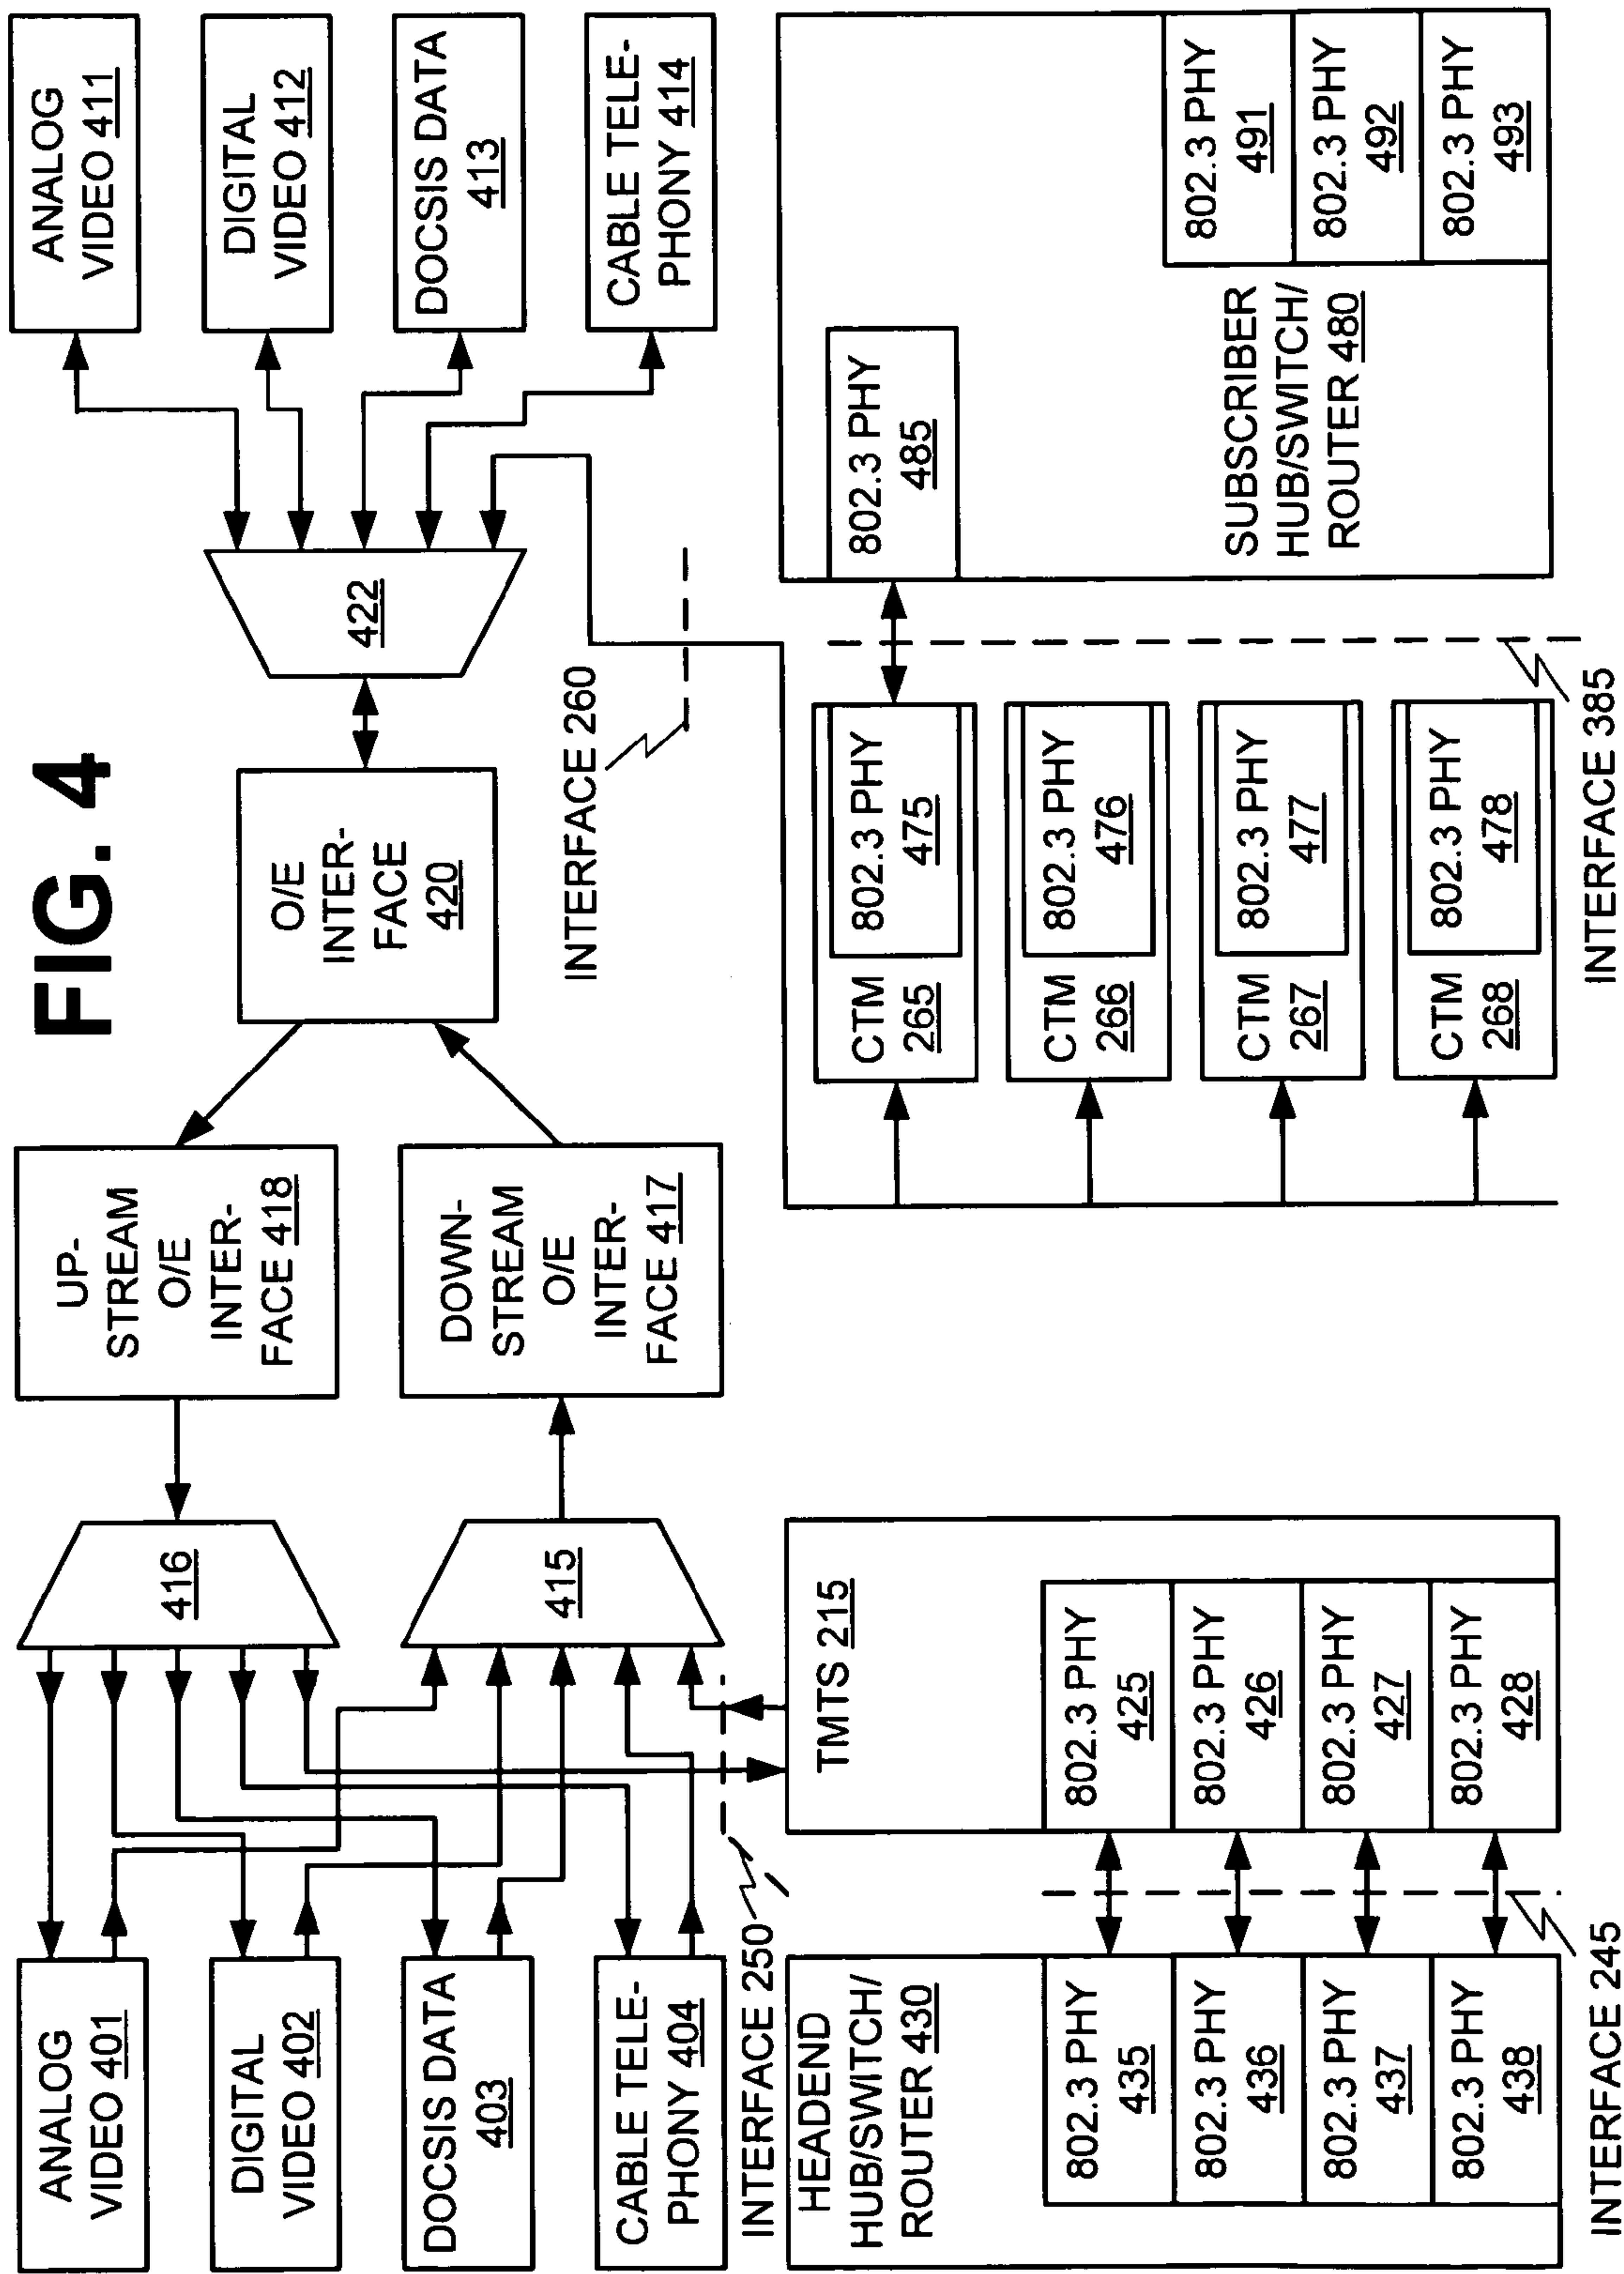 FIG. 4
ANALOG
VIDEO 401
DIGITAL
VIDEO 402
DOCSIS DATA
403
CABLE TELE-
PHONY 404
416
415
UP-
STREAM
O/E
INTER-
FACE 418
DOWN-
STREAM
O/E
INTER-
FACE 417
O/E
INTER-
FACE
420
422
ANALOG
VIDEO 411
DIGITAL
VIDEO 412
DOCSIS DATA
413
CABLE TELE-
PHONY 414
INTERFACE 250
INTERFACE 260
HEADEND
HUB/SWITCH/
ROUTER 430
802.3 PHY
435
802.3 PHY
436
802.3 PHY
437
802.3 PHY
438
INTERFACE 245
TMTS 215
802.3 PHY
425
802.3 PHY
426
802.3 PHY
427
802.3 PHY
428
CTM
265
802.3 PHY
475
CTM
266
802.3 PHY
476
CTM
267
802.3 PHY
477
CTM
268
802.3 PHY
478
INTERFACE 385
802.3 PHY
485
SUBSCRIBER
HUB/SWITCH/
ROUTER 480
802.3 PHY
491
802.3 PHY
492
802.3 PHY
493